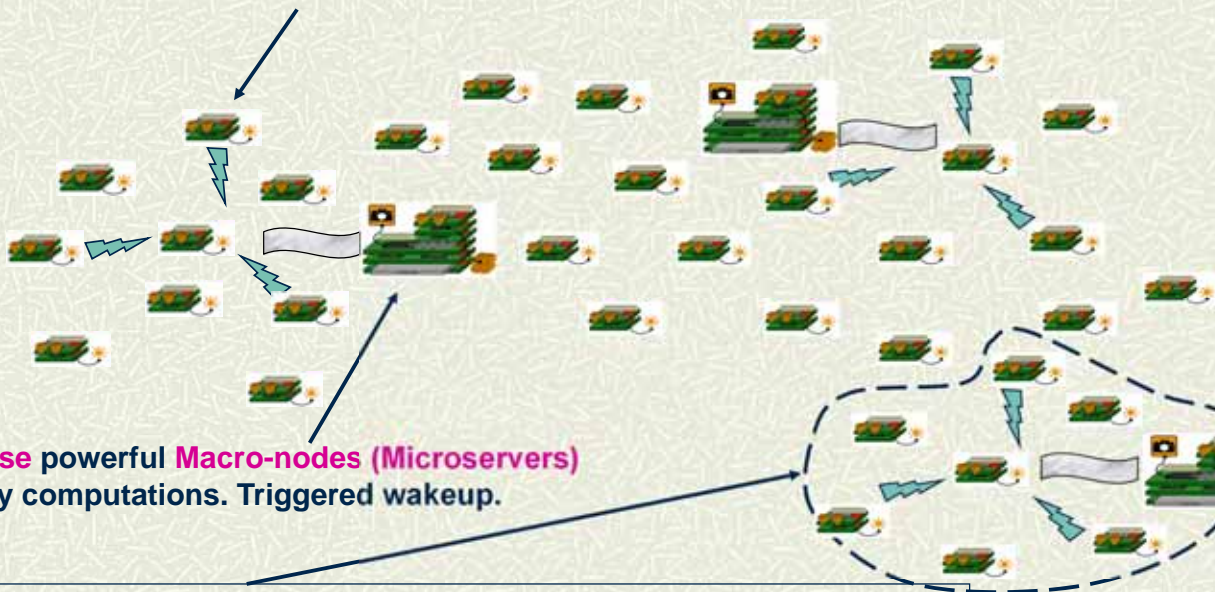 se powerful Macro-nodes (Microservers)
y computations. Triggered wakeup.